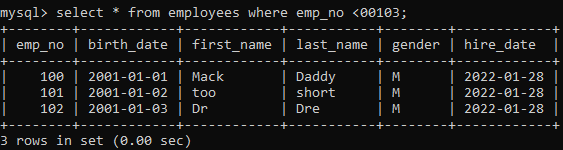 mysql> select * from employees where emp_no <00103;
+--------+------------+------------+-----------+--------+------------+
| emp_no | birth_date | first_name | last_name | gender | hire_date  |
+--------+------------+------------+-----------+--------+------------+
|    100 | 2001-01-01 | Mack       | Daddy     | M      | 2022-01-28 |
|    101 | 2001-01-02 | too        | short     | M      | 2022-01-28 |
|    102 | 2001-01-03 | Dr         | Dre       | M      | 2022-01-28 |
+--------+------------+------------+-----------+--------+------------+
3 rows in set (0.00 sec)